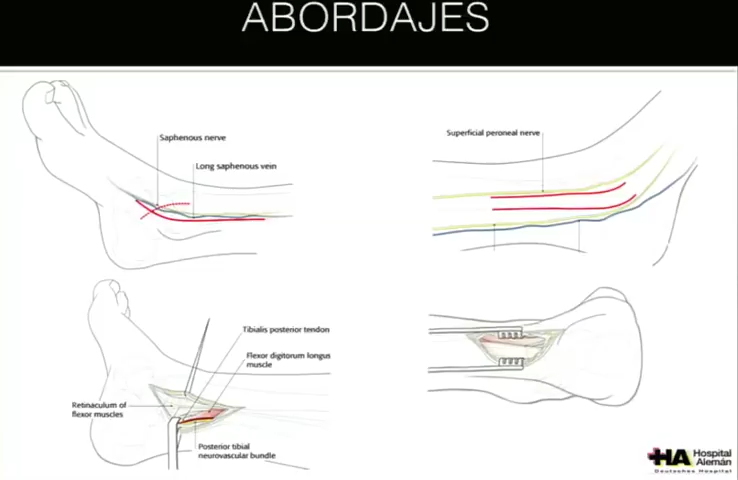 ABORDAJES
Saphenous nerve
Long saphenous vein
Superficial peroneal nerve
Tibialis posterior tendon
Flexor digitorum longus
muscle
Retinaculum of
flexor muscles
Posterior tibial
neurovascular bundle
HA Hospital
Alemán
Deutsches Hospital